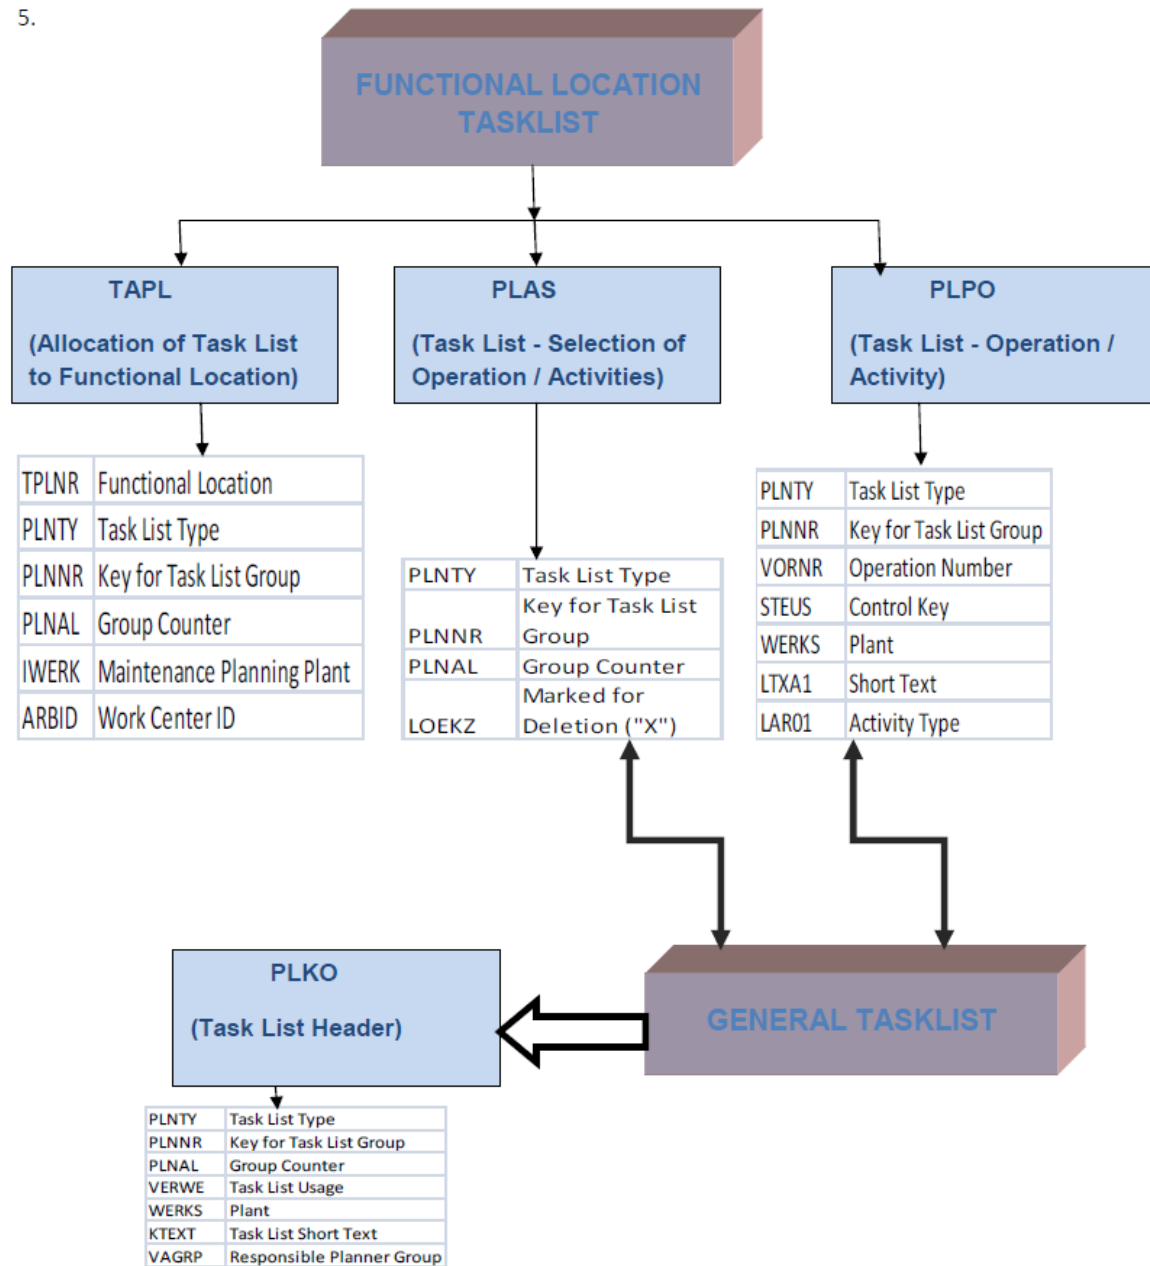 5.
FUNCTIONAL LOCATION
TASKLIST
TAPL
(Allocation of Task List
to Functional Location)
PLAS
(Task List - Selection of
Operation / Activities)
PLPO
(Task List - Operation /
Activity)
TPLNR Functional Location
PLNTY Task List Type
PLNNR Key for Task List Group
PLNAL Group Counter
IWERK Maintenance Planning Plant
ARBID Work Center ID
PLNTY Task List Type
Key for Task List
PLNNR Group
PLNAL Group Counter
Marked for
LOEKZ Deletion ("X")
PLNTY Task List Type
PLNNR Key for Task List Group
VORNR Operation Number
STEUS Control Key
WERKS Plant
LTXA1 Short Text
LAR01 Activity Type
PLKO
(Task List Header)
GENERAL TASKLIST
PLNTY Task List Type
PLNNR Key for Task List Group
PLNAL Group Counter
VERWE Task List Usage
WERKS Plant
KTEXT Task List Short Text
VAGRP Responsible Planner Group